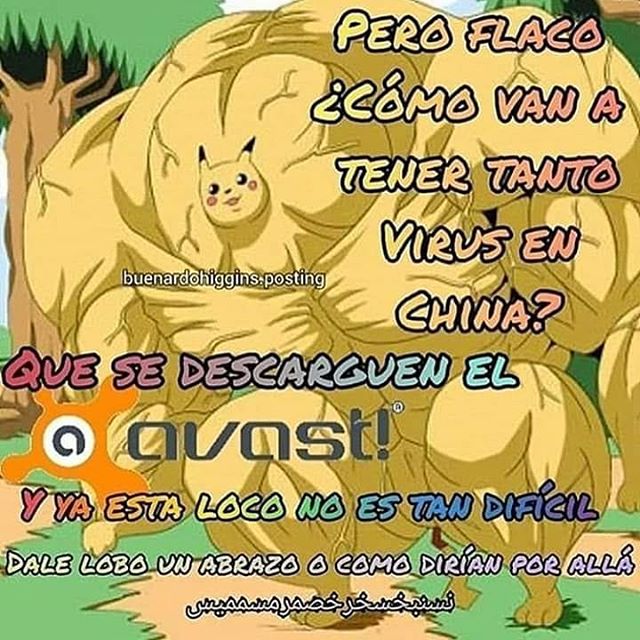 PERO FLACO
¿CÓMO VAN A
TENER TANTO
VIRUS EN
CHINA?
buenardohiggins.posting
QUE SE DESCARGUEN EL
avast!®
Y YA ESTA LOCO NO ES TAN DIFÍCIL
DALE LOBO UN ABRAZO O COMO DIRÍAN POR ALLÁ